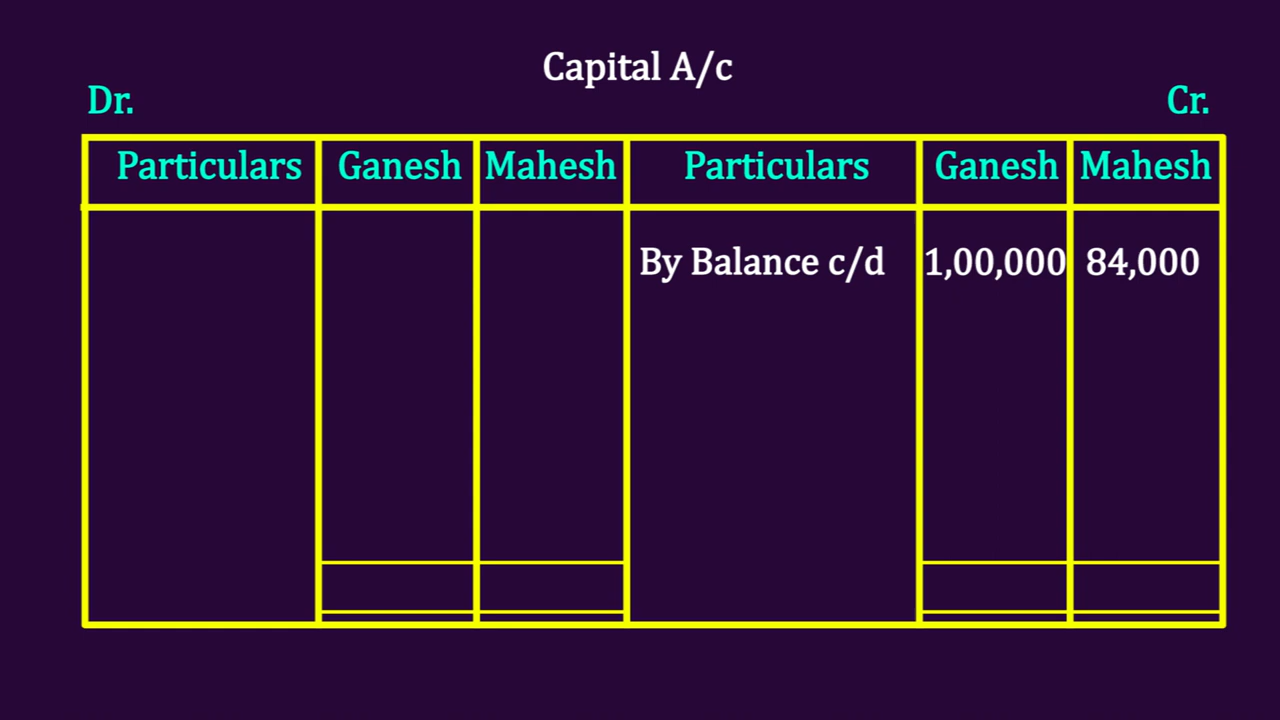 Capital A/c
Dr. Cr.
Particulars Ganesh Mahesh Particulars Ganesh Mahesh
By Balance c/d 1,00,000 84,000